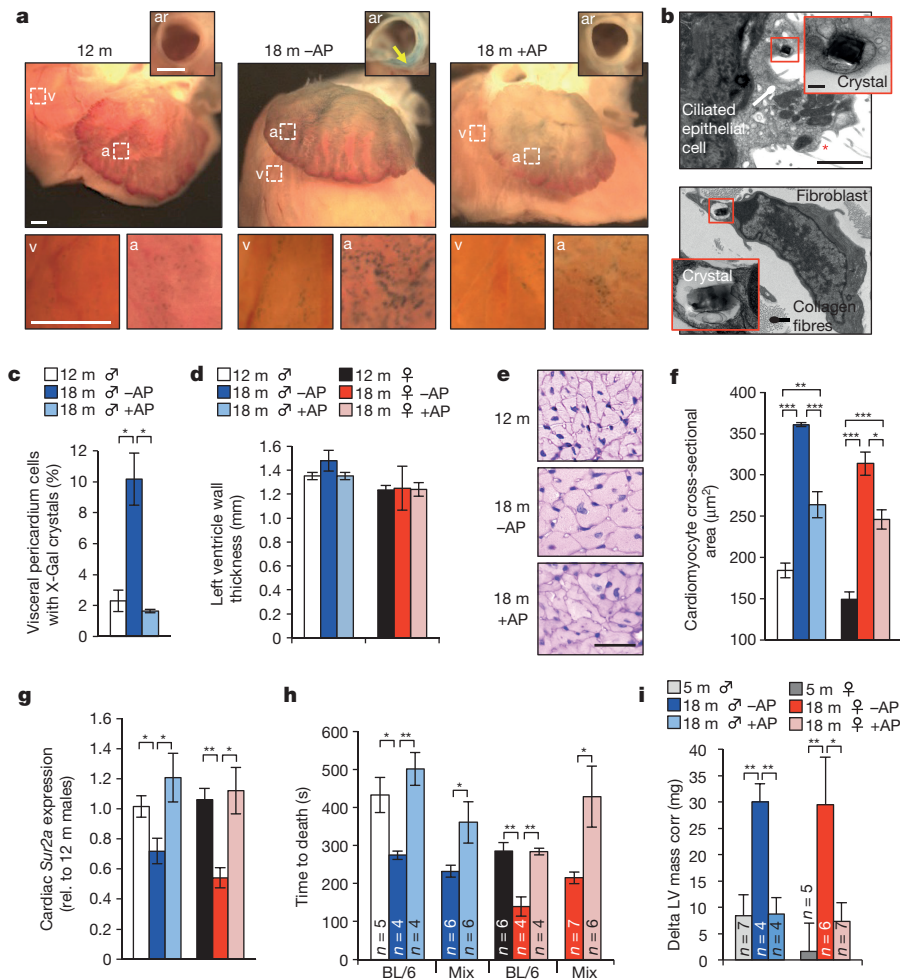 a
12 m
ar
v
a
v
a
18 m –AP
ar
a
v
v
a
18 m +AP
ar
v
a
v
a
b
Crystal
Ciliated
epithelial
cell
*
Fibroblast
Crystal
Collagen
fibres
c
12 m ♂
18 m ♂ –AP
18 m ♂ +AP
Visceral pericardium cells
with X-Gal crystals (%)
12
10
8
6
4
2
0
* *
d
12 m ♂
18 m ♂ –AP
18 m ♂ +AP
12 m ♀
18 m ♀ –AP
18 m ♀ +AP
Left ventricle wall
thickness (mm)
1.6
1.4
1.2
1.0
0.8
0.6
0.4
0.2
0
e
12 m
18 m
–AP
18 m
+AP
f
Cardiomyocyte cross-sectional
area (µm²)
400
350
300
250
200
150
100
**
*** ***
***
*** *
g
Cardiac Sur2a expression
(rel. to 12 m males)
1.6
1.4
1.2
1.0
0.8
0.6
0.4
0.2
0
* *
** *
h
Time to death (s)
700
600
500
400
300
200
100
0
* **
*
** **
*
n = 5
n = 4
n = 4
n = 6
n = 6
n = 6
n = 4
n = 4
n = 7
n = 6
BL/6 Mix BL/6 Mix
i
5 m ♂
18 m ♂ –AP
18 m ♂ +AP
5 m ♀
18 m ♀ –AP
18 m ♀ +AP
Delta LV mass corr (mg)
40
35
30
25
20
15
10
5
0
** **
** *
n = 7
n = 4
n = 4
n = 5
n = 6
n = 7